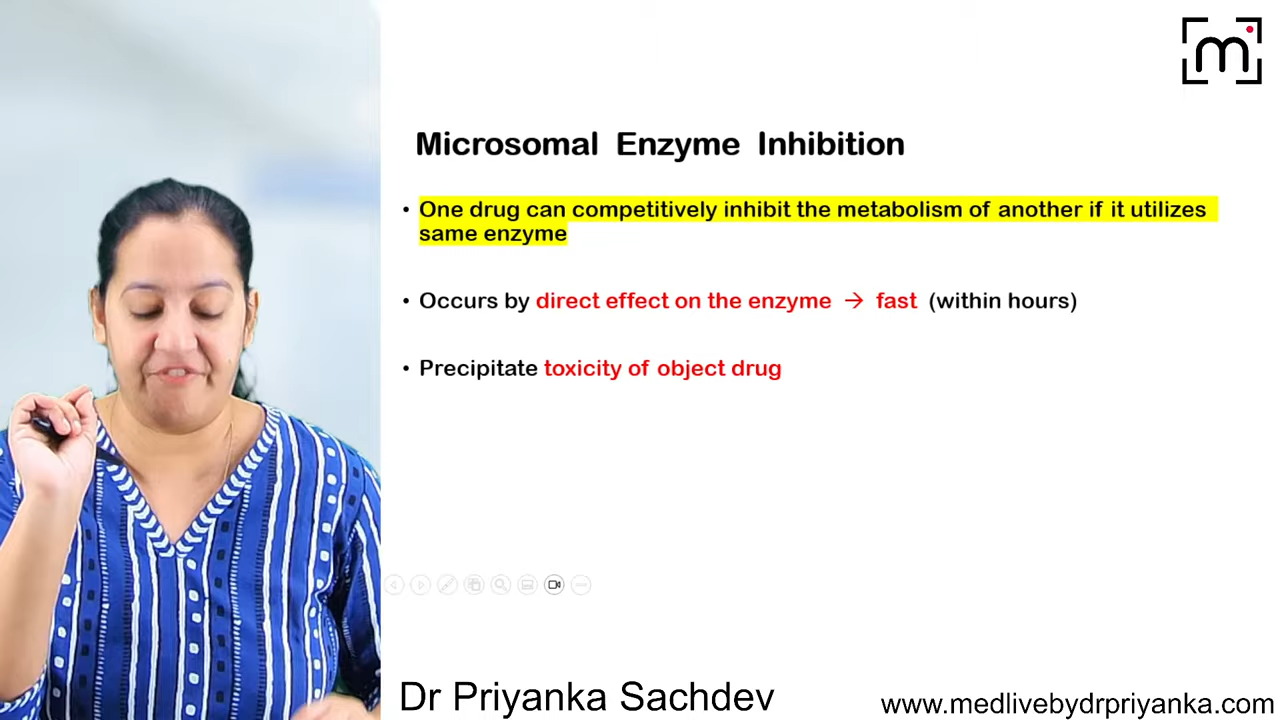 m
Microsomal Enzyme Inhibition
• One drug can competitively inhibit the metabolism of another if it utilizes
same enzyme
• Occurs by direct effect on the enzyme → fast (within hours)
• Precipitate toxicity of object drug
Dr Priyanka Sachdev
www.medlivebydrpriyanka.com